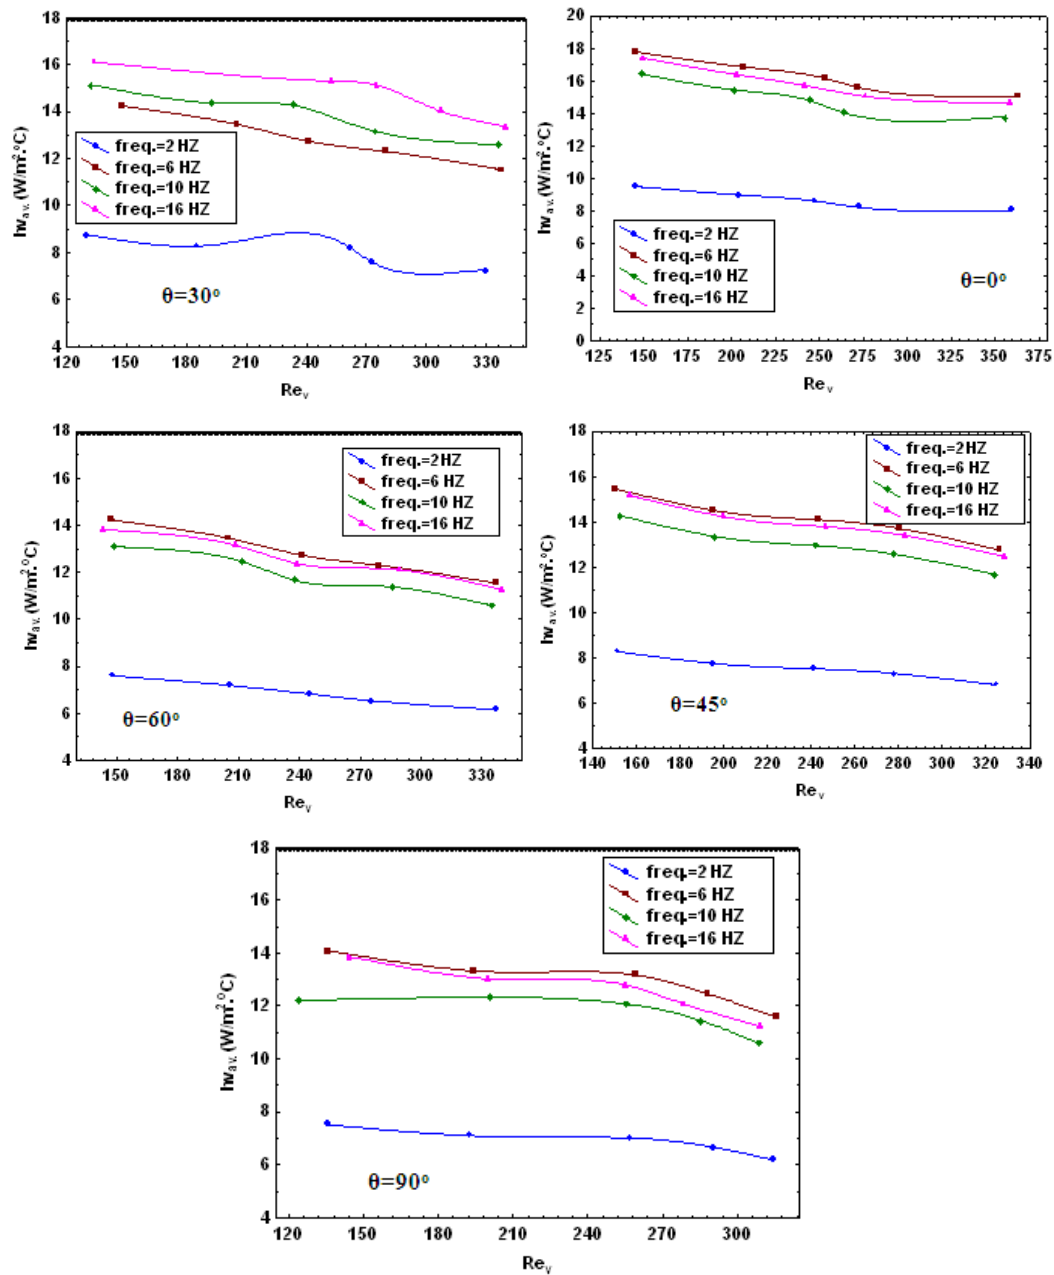 18
16
14
12
10
8
6
4
hv_av. (W/m².°C)
freq.=2 HZ
freq.=6 HZ
freq.=10 HZ
freq.=16 HZ
θ=30°
120 150 180 210 240 270 300 330
Re_v
20
18
16
14
12
10
8
6
4
2
0
hv_av. (W/m².°C)
freq.=2 HZ
freq.=6 HZ
freq.=10 HZ
freq.=16 HZ
θ=0°
125 150 175 200 225 250 275 300 325 350 375
Re_v
18
16
14
12
10
8
6
4
hv_av. (W/m².°C)
freq.=2HZ
freq.=6 HZ
freq.=10 HZ
freq.=16 HZ
θ=60°
150 180 210 240 270 300 330
Re_v
18
16
14
12
10
8
6
4
hv_av. (W/m².°C)
freq.=2HZ
freq.=6 HZ
freq.=10 HZ
freq.=16 HZ
θ=45°
140 160 180 200 220 240 260 280 300 320 340
Re_v
18
16
14
12
10
8
6
4
hv_av. (W/m².°C)
freq.=2 HZ
freq.=6 HZ
freq.=10 HZ
freq.=16 HZ
θ=90°
120 150 180 210 240 270 300
Re_v